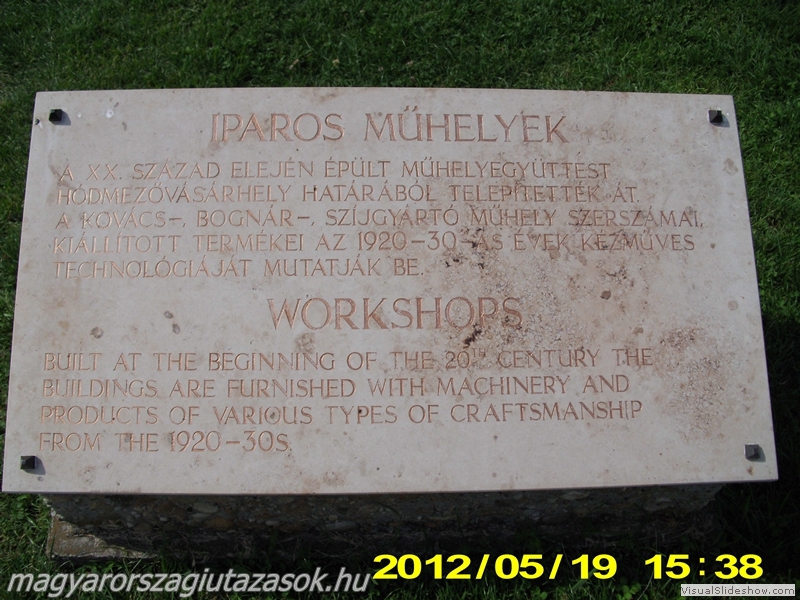 IPAROS MŰHELYEK
A XX. SZÁZAD ELEJÉN ÉPÜLT MŰHELYEGYÜTTEST
HÓDMEZŐVÁSÁRHELY HATÁRÁBÓL TELEPÍTETTÉK ÁT.
A KOVÁCS-, BOGNÁR-, SZÍJGYÁRTÓ MŰHELY SZERSZÁMAI,
KIÁLLÍTOTT TERMÉKEI AZ 1920-30-AS ÉVEK KÉZMŰVES
TECHNOLÓGIÁJÁT MUTATJÁK BE.
WORKSHOPS
BUILT AT THE BEGINNING OF THE 20TH CENTURY THE
BUILDINGS ARE FURNISHED WITH MACHINERY AND
PRODUCTS OF VARIOUS TYPES OF CRAFTSMANSHIP
FROM THE 1920-30S.
magyarorszagiutazasok.hu
2012/05/19 15:38
VisualSlideshow.com